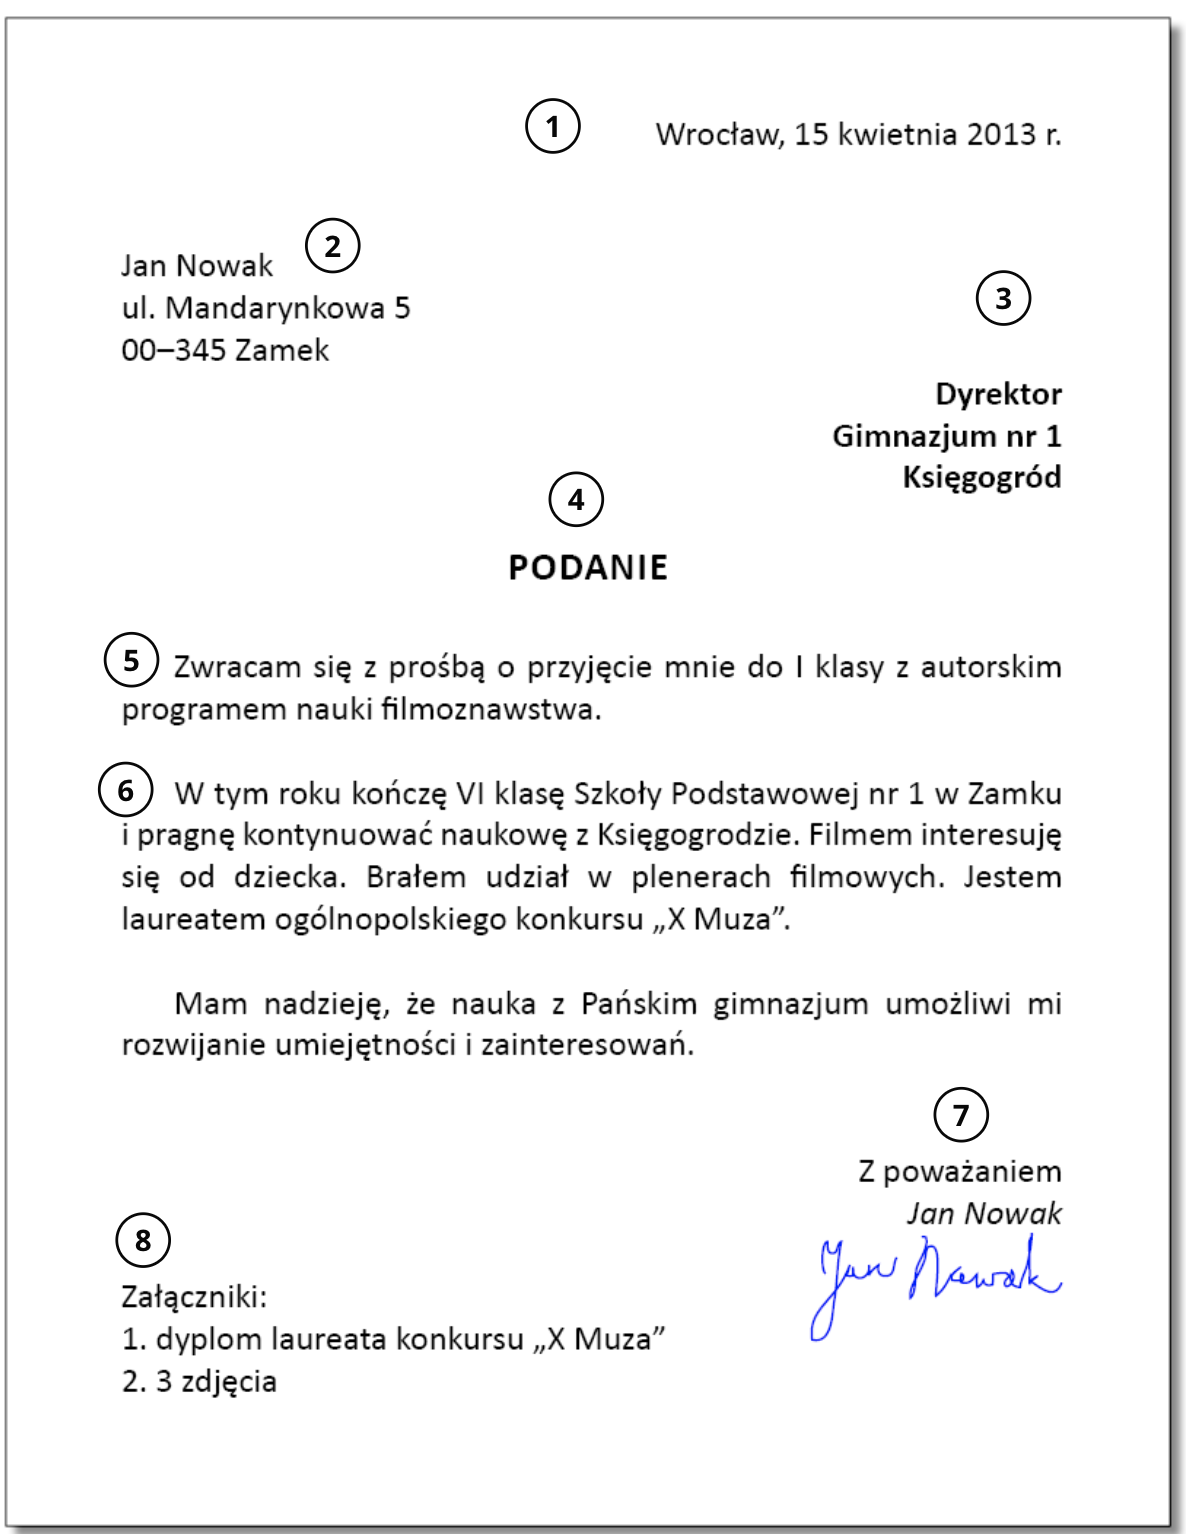 1
Wrocław, 15 kwietnia 2013 r.
2
Jan Nowak
ul. Mandarynkowa 5
00–345 Zamek
3
Dyrektor
Gimnazjum nr 1
Księgogród
4
PODANIE
5
Zwracam się z prośbą o przyjęcie mnie do I klasy z autorskim
programem nauki filmoznawstwa.
6
W tym roku kończę VI klasę Szkoły Podstawowej nr 1 w Zamku
i pragnę kontynuować naukowę z Księgogrodzie. Filmem interesuję
się od dziecka. Brałem udział w plenerach filmowych. Jestem
laureatem ogólnopolskiego konkursu „X Muza”.
Mam nadzieję, że nauka z Pańskim gimnazjum umożliwi mi
rozwijanie umiejętności i zainteresowań.
7
Z poważaniem
Jan Nowak
Jan Nowak
8
Załączniki:
1. dyplom laureata konkursu „X Muza”
2. 3 zdjęcia